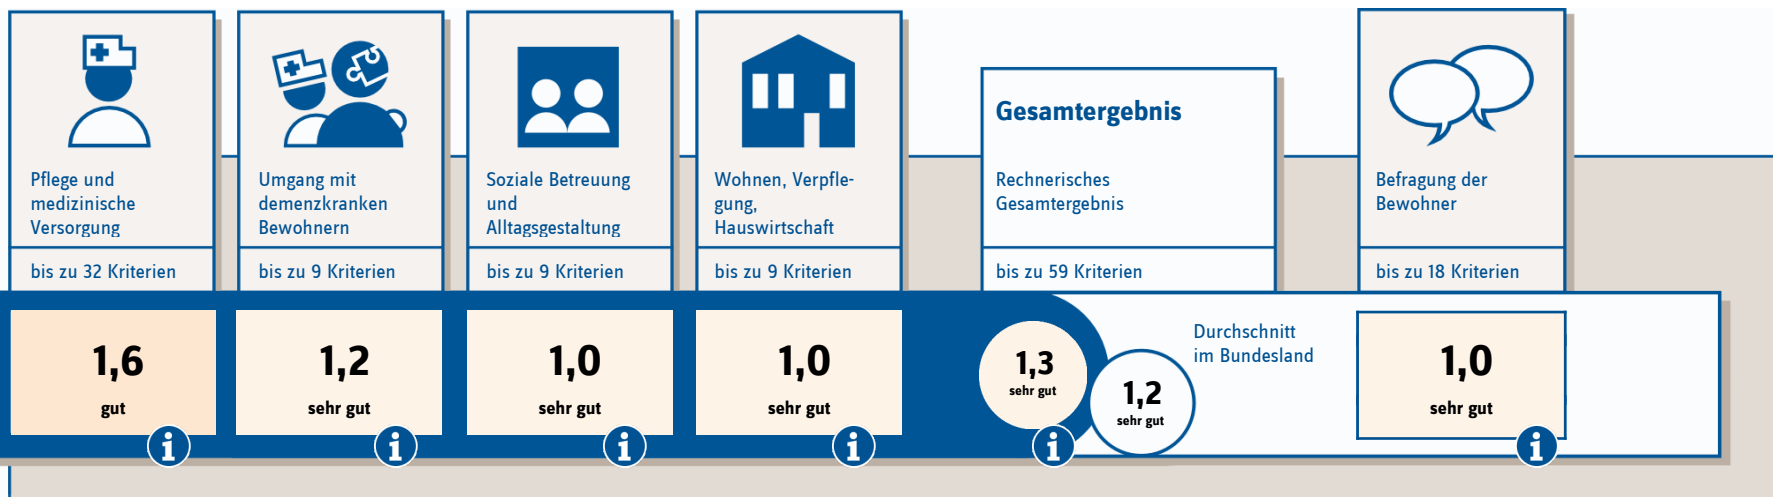 Pflege und
medizinische
Versorgung
bis zu 32 Kriterien
1,6
gut
Umgang mit
demenzkranken
Bewohnern
bis zu 9 Kriterien
1,2
sehr gut
Soziale Betreuung
und
Alltagsgestaltung
bis zu 9 Kriterien
1,0
sehr gut
Wohnen, Verpfle-
gung,
Hauswirtschaft
bis zu 9 Kriterien
1,0
sehr gut
Gesamtergebnis
Rechnerisches
Gesamtergebnis
bis zu 59 Kriterien
1,3
sehr gut
1,2
sehr gut
Durchschnitt
im Bundesland
Befragung der
Bewohner
bis zu 18 Kriterien
1,0
sehr gut